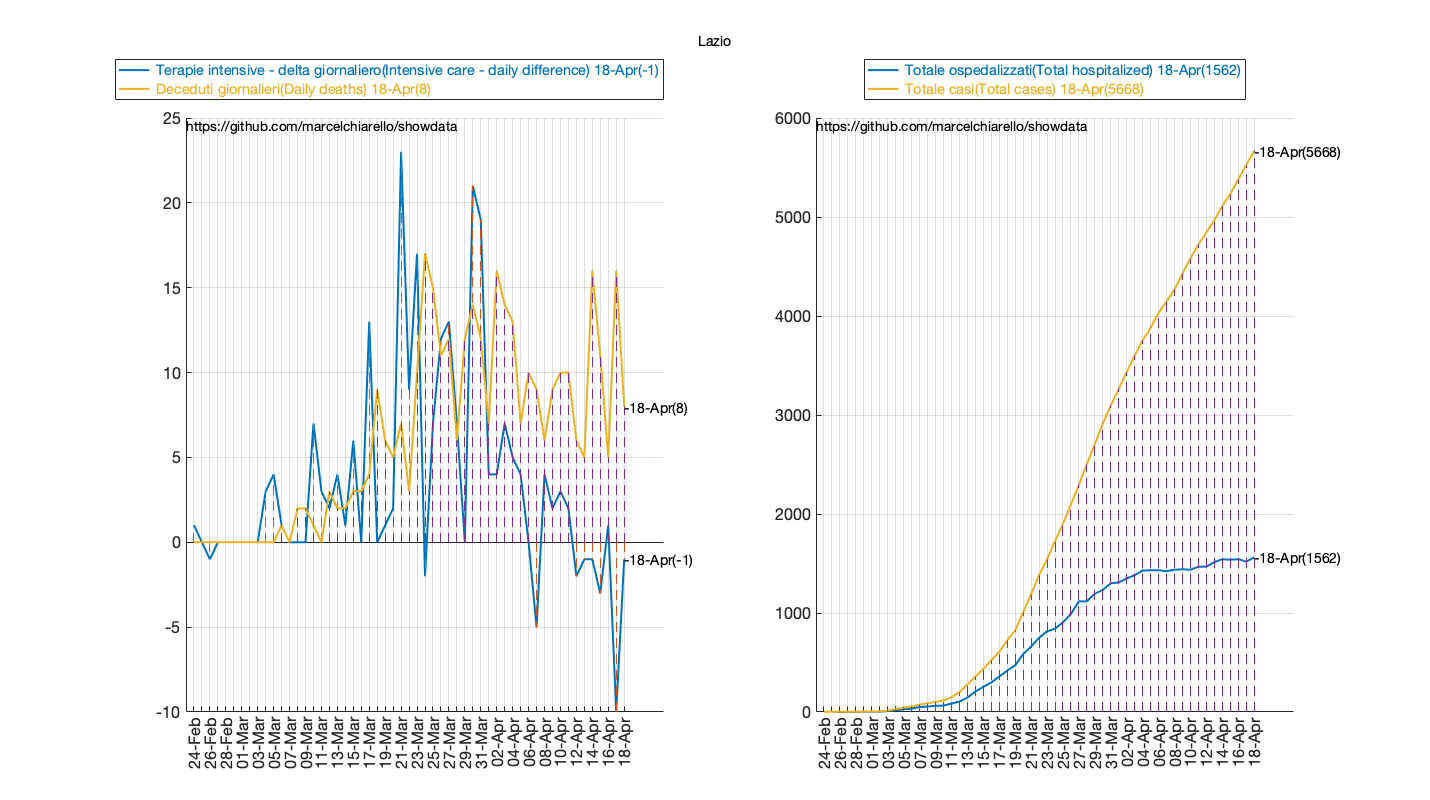 Lazio
Terapie intensive - delta giornaliero(Intensive care - daily difference) 18-Apr(-1)
Deceduti giornalieri(Daily deaths) 18-Apr(8)
25
https://github.com/marcelchiarello/showdata
20
15
10
18-Apr(8)
5
0
18-Apr(-1)
-5
-10
24-Feb
26-Feb
28-Feb
01-Mar
03-Mar
05-Mar
07-Mar
09-Mar
11-Mar
13-Mar
15-Mar
17-Mar
19-Mar
21-Mar
23-Mar
25-Mar
27-Mar
29-Mar
31-Mar
02-Apr
04-Apr
06-Apr
08-Apr
10-Apr
12-Apr
14-Apr
16-Apr
18-Apr
Totale ospedalizzati(Total hospitalized) 18-Apr(1562)
Totale casi(Total cases) 18-Apr(5668)
6000
https://github.com/marcelchiarello/showdata
18-Apr(5668)
5000
4000
3000
2000
18-Apr(1562)
1000
0
24-Feb
26-Feb
28-Feb
01-Mar
03-Mar
05-Mar
07-Mar
09-Mar
11-Mar
13-Mar
15-Mar
17-Mar
19-Mar
21-Mar
23-Mar
25-Mar
27-Mar
29-Mar
31-Mar
02-Apr
04-Apr
06-Apr
08-Apr
10-Apr
12-Apr
14-Apr
16-Apr
18-Apr